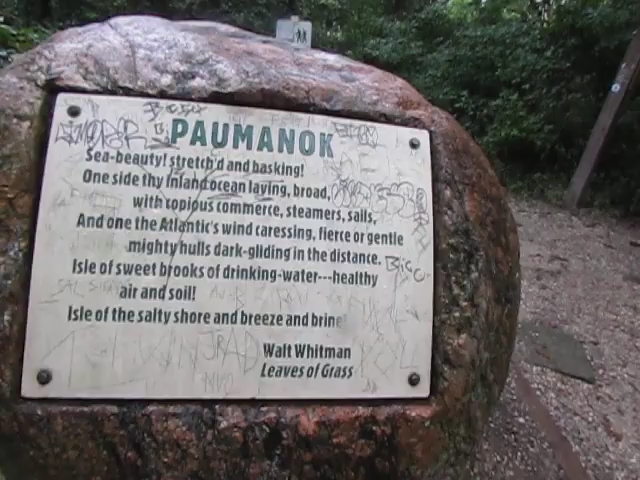 PAUMANOK
Sea-beauty! stretch'd and basking!
One side thy inland ocean laving, broad,
with copious commerce, steamers, sails,
And one the Atlantic's wind caressing, fierce or gentle
mighty hulls dark-gliding in the distance.
Isle of sweet brooks of drinking-water---healthy
air and soil!
Isle of the salty shore and breeze and brine
Walt Whitman
Leaves of Grass